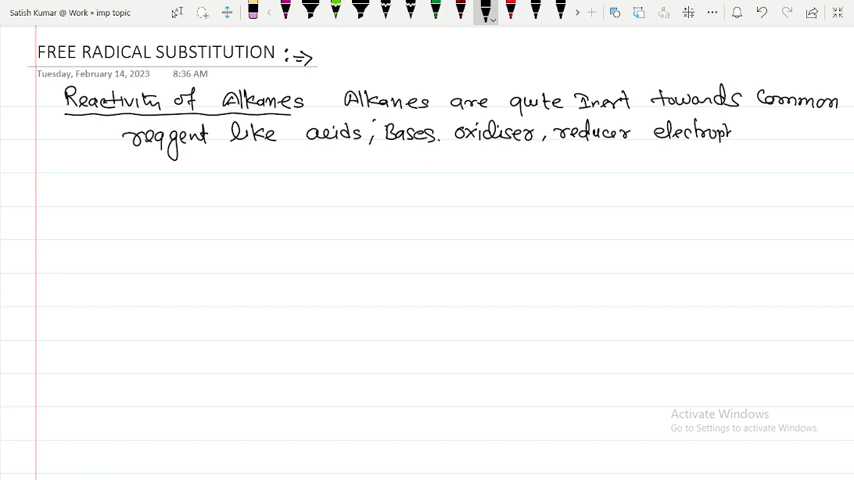 Satish Kumar @ Work » imp topic
FREE RADICAL SUBSTITUTION :⇒
Tuesday, February 14, 2023 8:36 AM
Reactivity of Alkanes Alkanes are quite Inert towards Common
reagent like acids; Bases. oxidiser, reducer electroph
Activate Windows
Go to Settings to activate Windows.